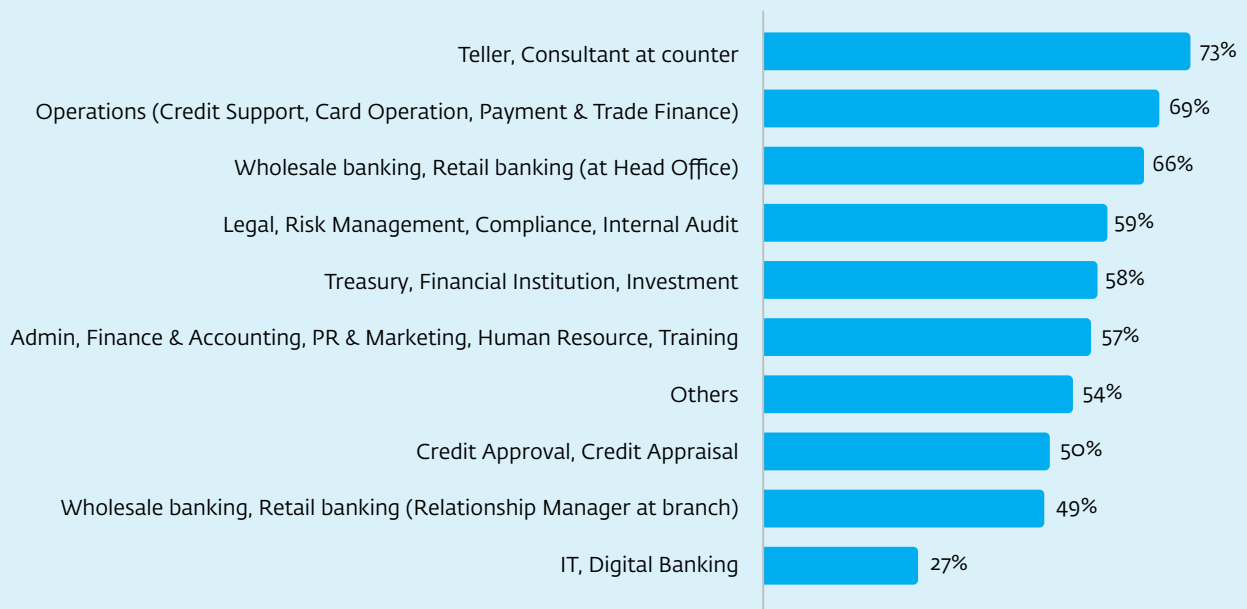 Teller, Consultant at counter 73%
Operations (Credit Support, Card Operation, Payment & Trade Finance) 69%
Wholesale banking, Retail banking (at Head Office) 66%
Legal, Risk Management, Compliance, Internal Audit 59%
Treasury, Financial Institution, Investment 58%
Admin, Finance & Accounting, PR & Marketing, Human Resource, Training 57%
Others 54%
Credit Approval, Credit Appraisal 50%
Wholesale banking, Retail banking (Relationship Manager at branch) 49%
IT, Digital Banking 27%